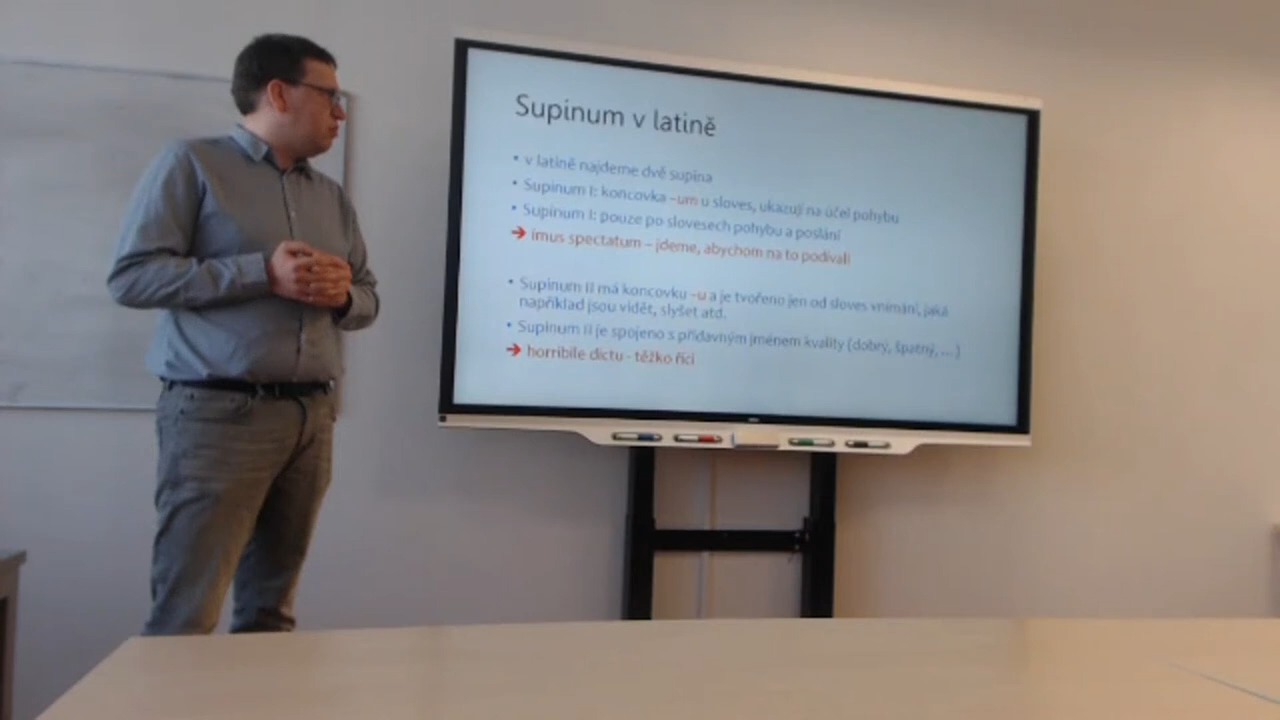 Supinum v latině
• v latině najdeme dvě supina
• Supinum I: koncovka –um u sloves, ukazují na účel pohybu
• Supinum I: pouze po slovesech pohybu a poslání
➔ imus spectatum – jdeme, abychom na to podívali
• Supinum II má koncovku –u a je tvořeno jen od sloves vnímání, jaká
například jsou vidět, slyšet atd.
• Supinum II je spojeno s přídavným jménem kvality (dobrý, špatný, ... )
➔ horribile dictu - těžko říci